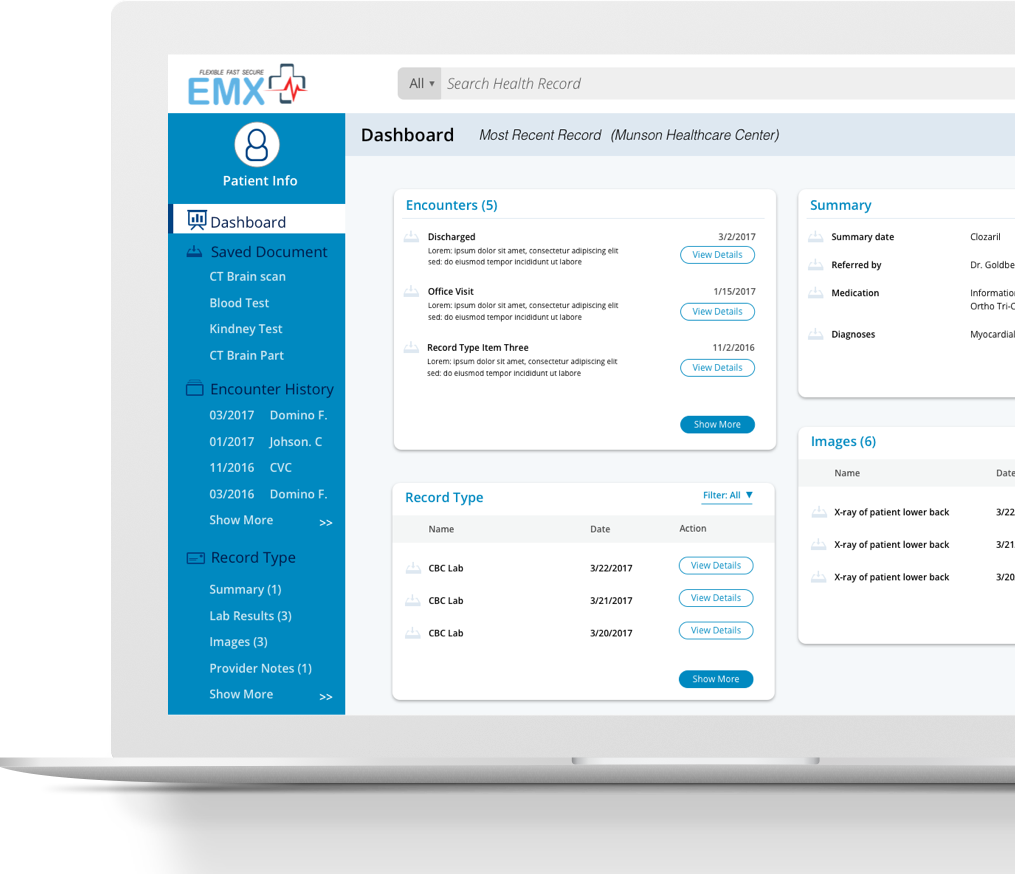 FLEXIBLE FAST SECURE
EMX
All ▾ Search Health Record
Patient Info
Dashboard
Saved Document
CT Brain scan
Blood Test
Kindney Test
CT Brain Part
Encounter History
03/2017 Domino F.
01/2017 Johson. C
11/2016 CVC
03/2016 Domino F.
Show More >>
Record Type
Summary (1)
Lab Results (3)
Images (3)
Provider Notes (1)
Show More >>
Dashboard Most Recent Record (Munson Healthcare Center)
Encounters (5)
Discharged 3/2/2017
Lorem: ipsum dolor sit amet, consectetur adipiscing elit
sed: do eiusmod tempor incididunt ut labore
View Details
Office Visit 1/15/2017
Lorem: ipsum dolor sit amet, consectetur adipiscing elit
sed: do eiusmod tempor incididunt ut labore
View Details
Record Type Item Three 11/2/2016
Lorem: ipsum dolor sit amet, consectetur adipiscing elit
sed: do eiusmod tempor incididunt ut labore
View Details
Show More
Record Type Filter: All ▼
Name Date Action
CBC Lab 3/22/2017 View Details
CBC Lab 3/21/2017 View Details
CBC Lab 3/20/2017 View Details
Show More
Summary
Summary date Clozaril
Referred by Dr. Goldbe
Medication Information
Ortho Tri-C
Diagnoses Myocardial
Images (6)
Name Date
X-ray of patient lower back 3/22
X-ray of patient lower back 3/21
X-ray of patient lower back 3/20